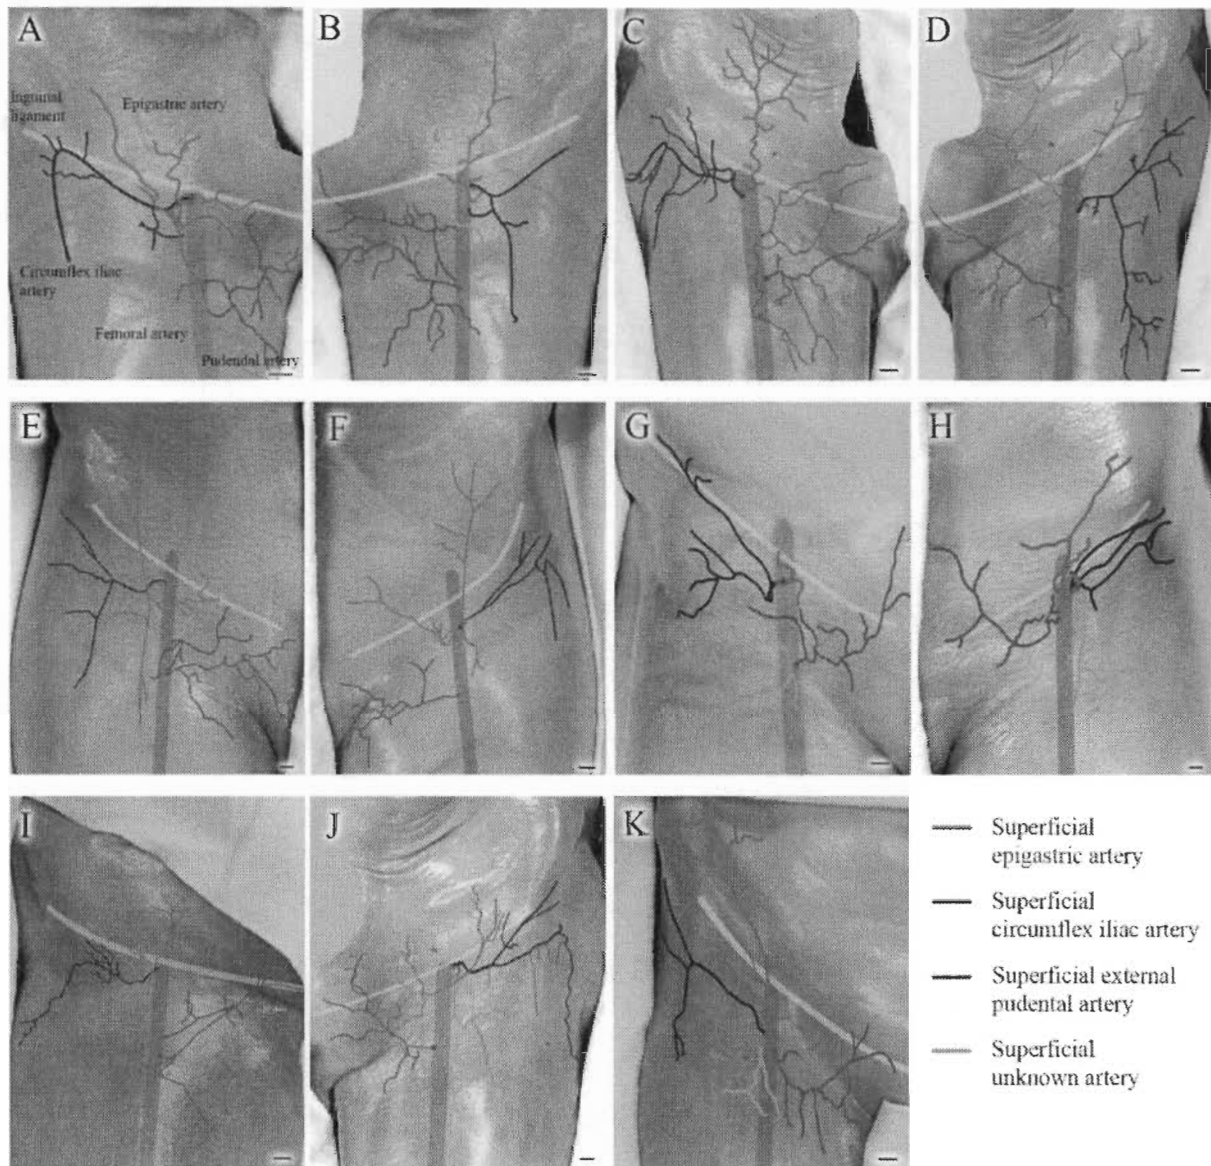 A
B
C
D
Inguinal
ligament
Epigastric artery
Circumflex iliac
artery
Femoral artery
Pudendal artery
E
F
G
H
I
J
K
Superficial
epigastric artery
Superficial
circumflex iliac artery
Superficial external
pudental artery
Superficial
unknown artery